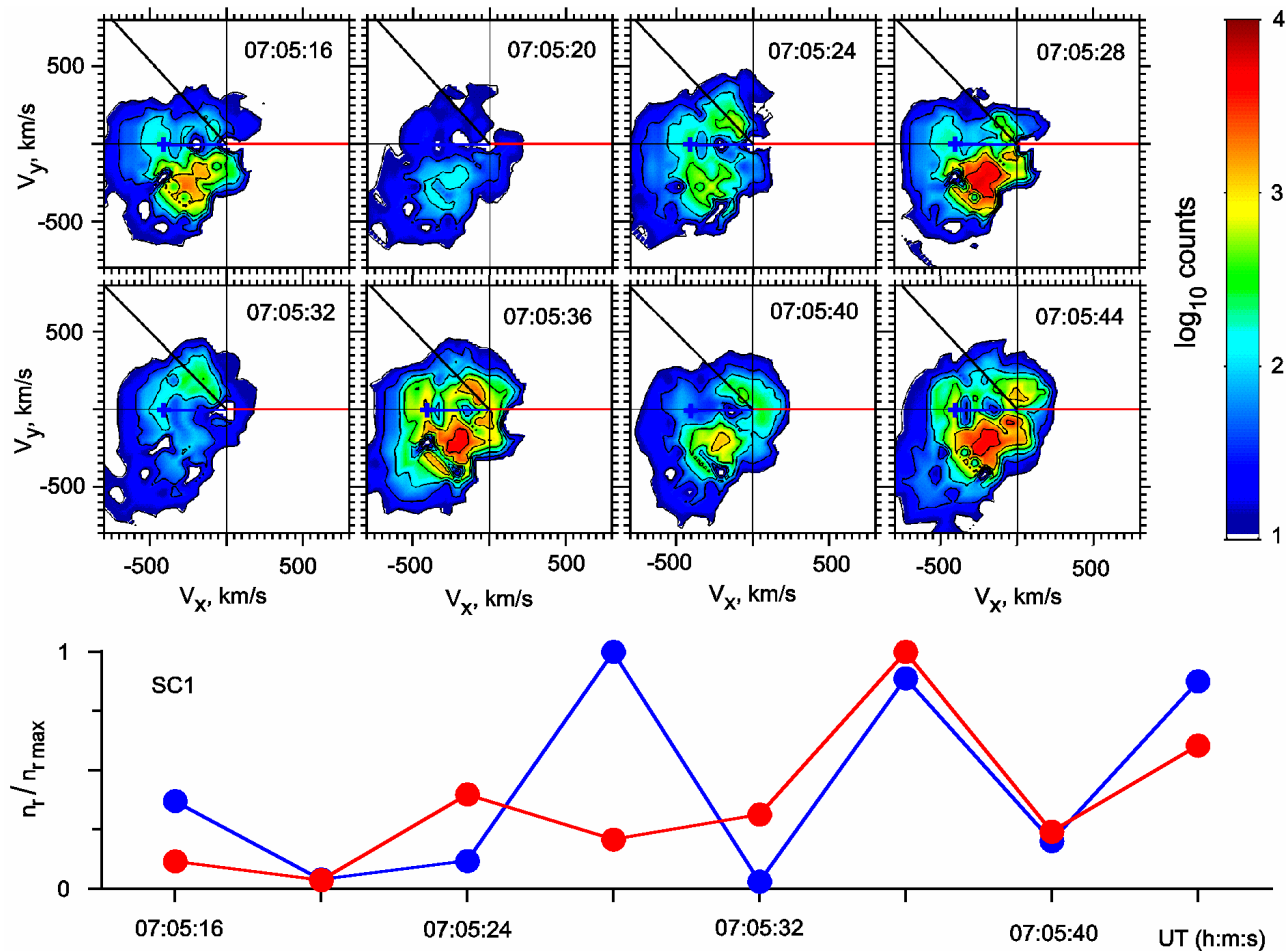 07:05:16 07:05:20 07:05:24 07:05:28 4
500
0
-500
V_y, km/s
3
log_10 counts
07:05:32 07:05:36 07:05:40 07:05:44
500
0
-500
V_y, km/s
2
1
-500 500 -500 500 -500 500 -500 500
V_x, km/s V_x, km/s V_x, km/s V_x, km/s
1
SC1
n_r / n_r max
0
07:05:16 07:05:24 07:05:32 07:05:40 UT (h:m:s)